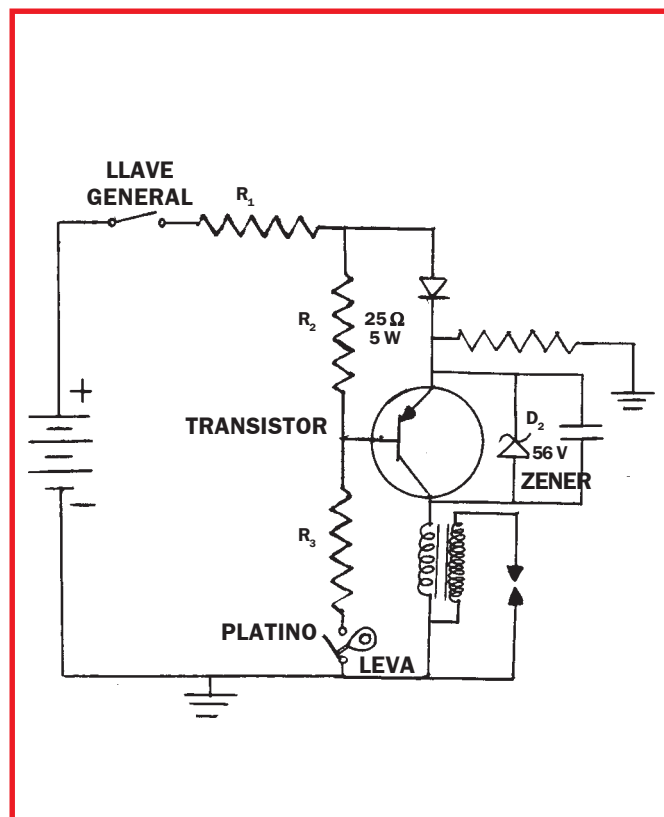 LLAVE
GENERAL
R₁
R₂
25 Ω
5 W
+
TRANSISTOR
D₂
56 V
ZENER
−
R₃
PLATINO
LEVA